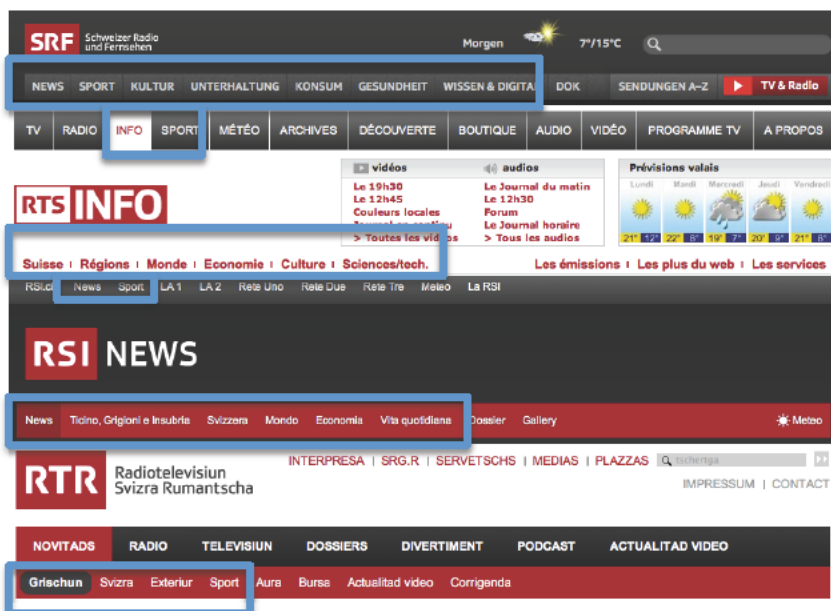 SRF Schweizer Radio
und Fernsehen
Morgen 7°/15°C
NEWS SPORT KULTUR UNTERHALTUNG KONSUM GESUNDHEIT WISSEN & DIGITA DOK SENDUNGEN A–Z TV & Radio
TV RADIO INFO SPORT MÉTÉO ARCHIVES DÉCOUVERTE BOUTIQUE AUDIO VIDÉO PROGRAMME TV A PROPOS
vidéos audios Prévisions valais
Lundi Mardi Mercredi Jeudi Vendredi
Le 19h30 Le Journal du matin
Le 12h45 Le 12h30
Couleurs locales Forum
Journal en continu Le Journal horaire
> Toutes les vidéos > Tous les audios
21° 12° 22° 8° 19° 7° 20° 9° 21° 8°
RTS INFO
Suisse Régions Monde Economie Culture Sciences/tech. Les émissions Les plus du web Les services
RSI.c News Sport LA 1 LA 2 Rete Uno Rete Due Rete Tre Meteo La RSI
RSI NEWS
News Ticino, Grigioni e Insubria Svizzera Mondo Economia Vita quotidiana Dossier Gallery Meteo
RTR Radiotelevisiun
Svizra Rumantscha
INTERPRESA | SRG.R | SERVETSCHS | MEDIAS | PLAZZAS tschertga
IMPRESSUM | CONTACT
NOVITADS RADIO TELEVISIUN DOSSIERS DIVERTIMENT PODCAST ACTUALITAD VIDEO
Grischun Svizra Exteriur Sport Aura Bursa Actualitad video Corrigenda